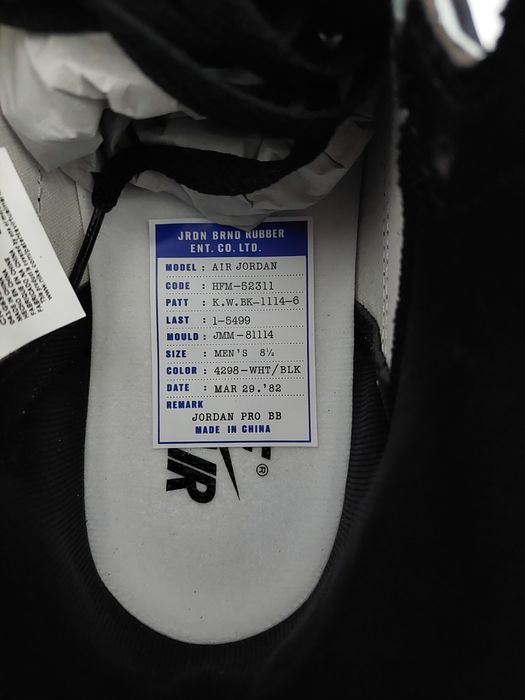 JRDN BRND RUBBER
ENT. CO. LTD.
MODEL : AIR JORDAN
CODE : HFM-52311
PATT : K.W.BK-1114-6
LAST : 1-5499
MOULD : JMM-81114
SIZE : MEN'S 8½
COLOR : 4298-WHT/BLK
DATE : MAR 29.'82
REMARK
JORDAN PRO BB
MADE IN CHINA
AIR
®